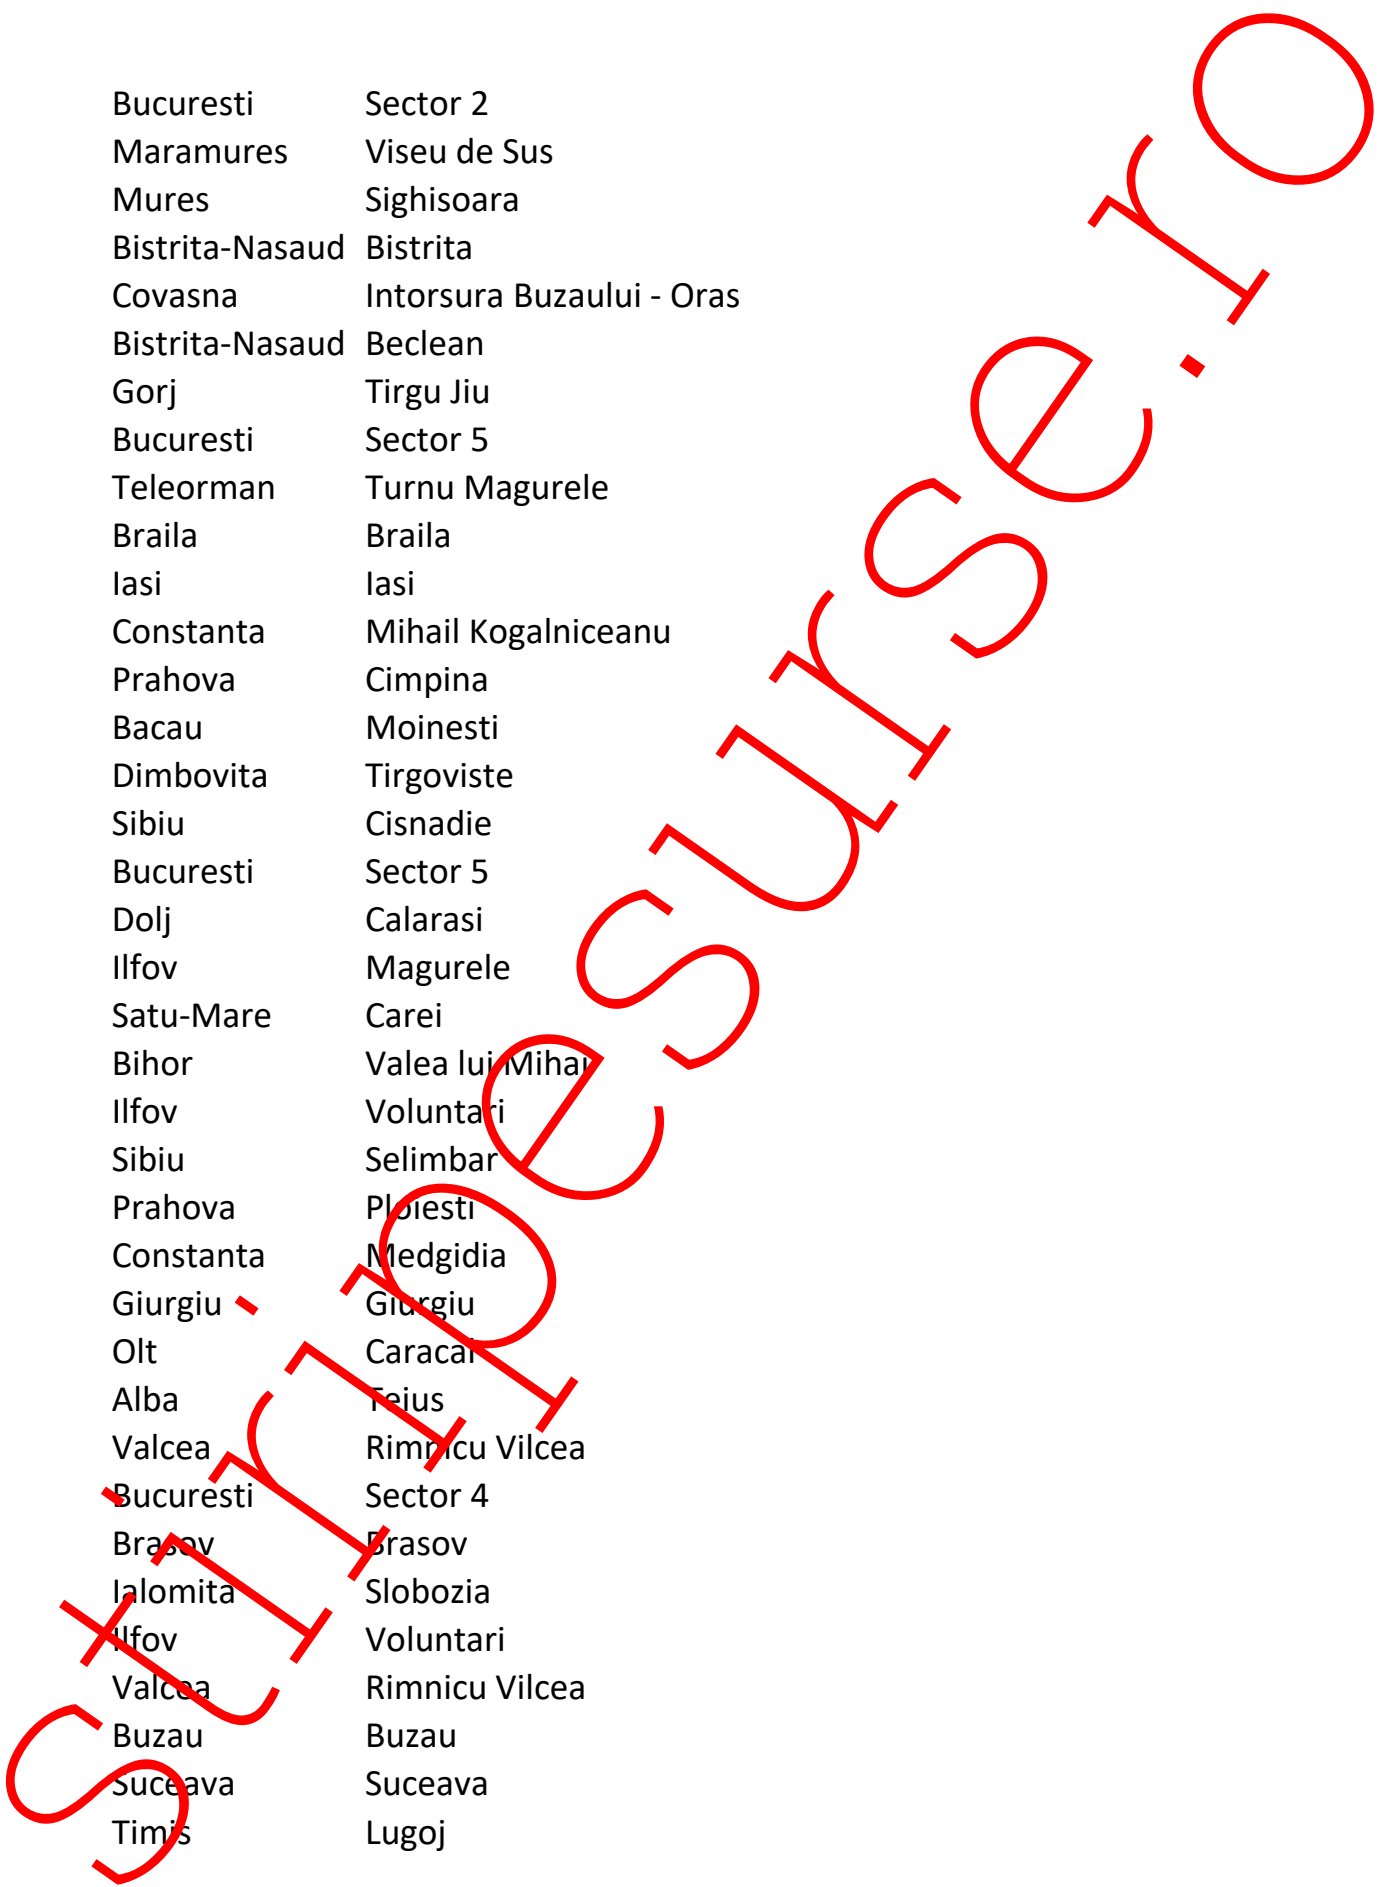 Bucuresti Sector 2
Maramures Viseu de Sus
Mures Sighisoara
Bistrita-Nasaud Bistrita
Covasna Intorsura Buzaului - Oras
Bistrita-Nasaud Beclean
Gorj Tirgu Jiu
Bucuresti Sector 5
Teleorman Turnu Magurele
Braila Braila
Iasi Iasi
Constanta Mihail Kogalniceanu
Prahova Cimpina
Bacau Moinesti
Dimbovita Tirgoviste
Sibiu Cisnadie
Bucuresti Sector 5
Dolj Calarasi
Ilfov Magurele
Satu-Mare Carei
Bihor Valea lui Mihai
Ilfov Voluntari
Sibiu Selimbar
Prahova Ploiesti
Constanta Medgidia
Giurgiu Giurgiu
Olt Caracal
Alba Teius
Valcea Rimnicu Vilcea
Bucuresti Sector 4
Brasov Brasov
Ialomita Slobozia
Ilfov Voluntari
Valcea Rimnicu Vilcea
Buzau Buzau
Suceava Suceava
Timis Lugoj
stiripesurse.ro